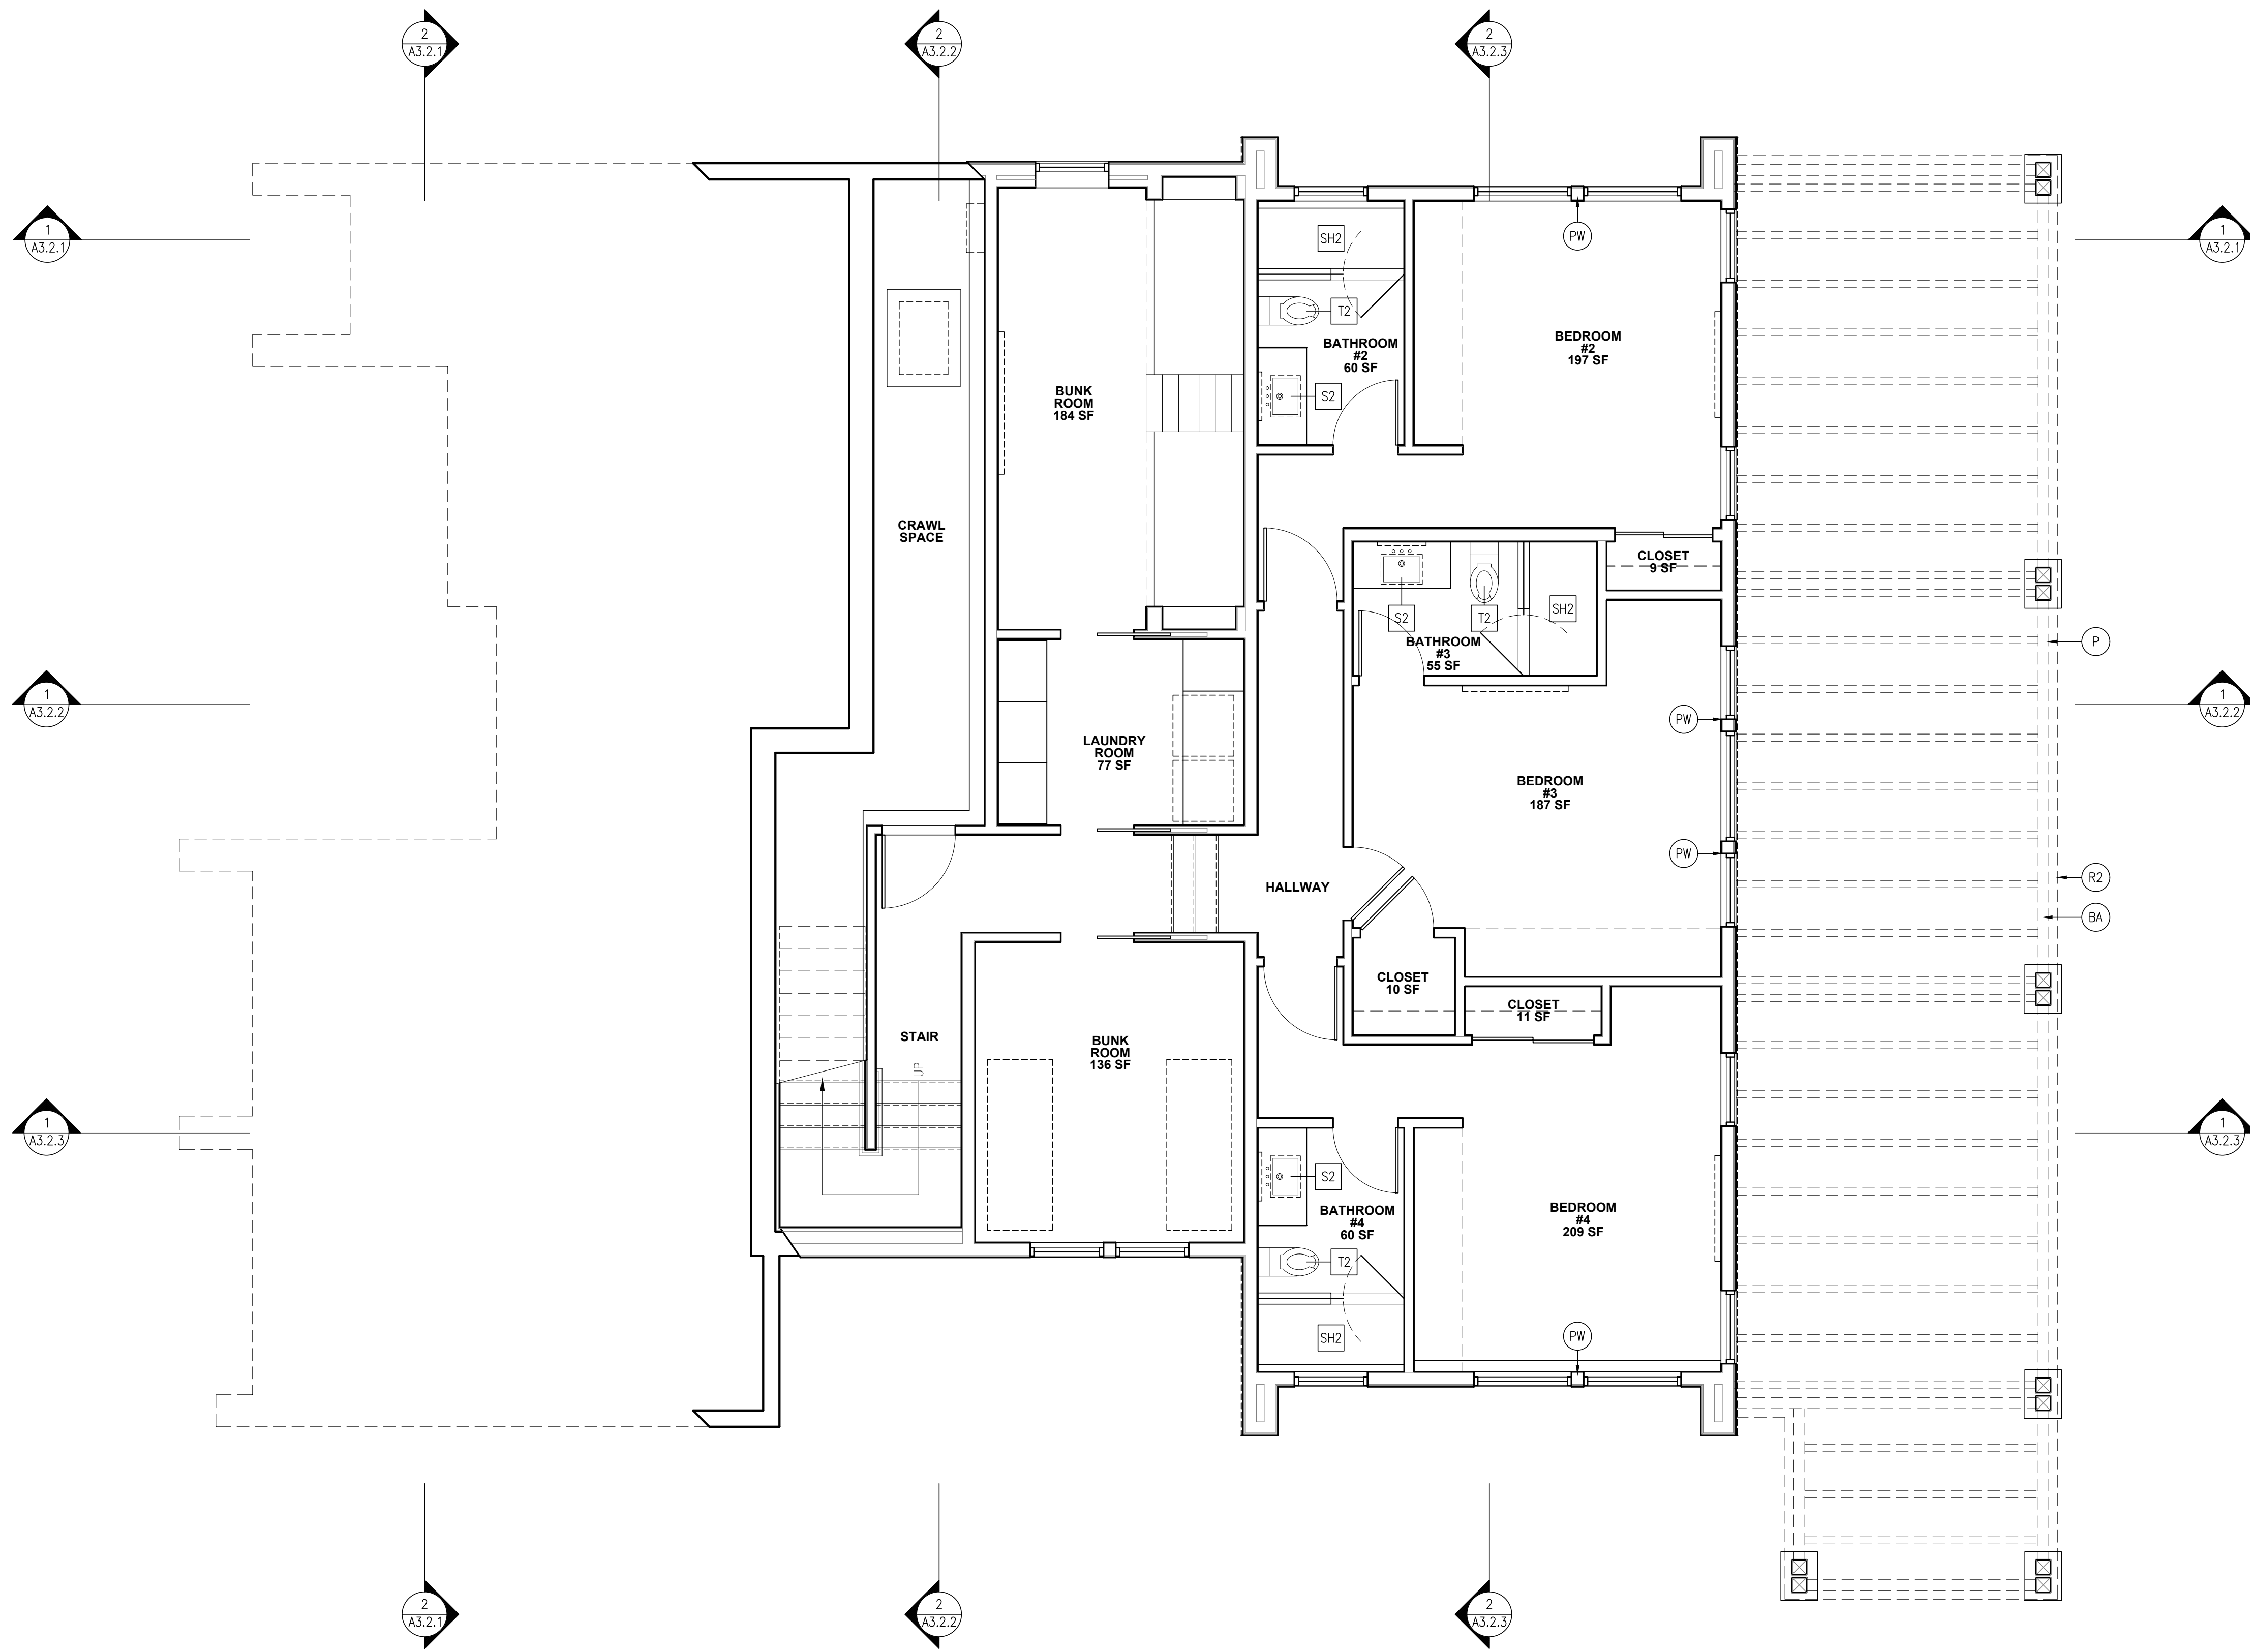 2
A3.2.1
2
A3.2.2
2
A3.2.3
1
A3.2.1
1
A3.2.1
SH2
PW
T2
BATHROOM
#2
60 SF
BEDROOM
#2
197 SF
BUNK
ROOM
184 SF
S2
CRAWL
SPACE
CLOSET
9 SF
S2
T2
SH2
BATHROOM
#3
55 SF
P
1
A3.2.2
1
A3.2.2
PW
LAUNDRY
ROOM
77 SF
BEDROOM
#3
187 SF
PW
HALLWAY
R2
BA
CLOSET
10 SF
CLOSET
11 SF
STAIR
UP
BUNK
ROOM
136 SF
1
A3.2.3
1
A3.2.3
S2
BATHROOM
#4
60 SF
BEDROOM
#4
209 SF
T2
SH2
PW
2
A3.2.1
2
A3.2.2
2
A3.2.3